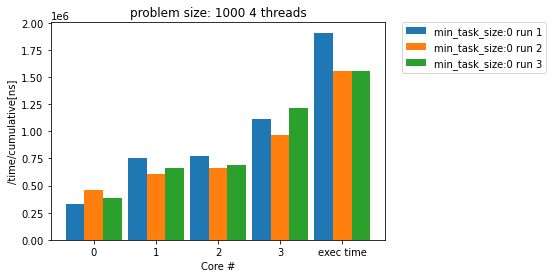 problem size: 1000 4 threads
1e6
2.00
1.75
1.50
1.25
1.00
0.75
0.50
0.25
0.00
/time/cumulative[ns]
0 1 2 3 exec time
Core #
min_task_size:0 run 1
min_task_size:0 run 2
min_task_size:0 run 3